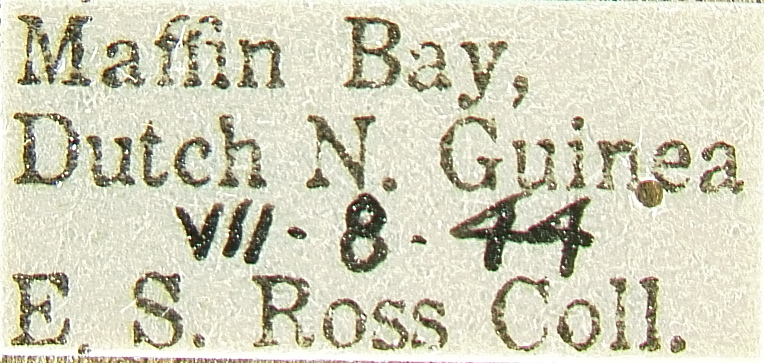 Maffin Bay,
Dutch N. Guinea
VII-8-44
E. S. Ross Coll.